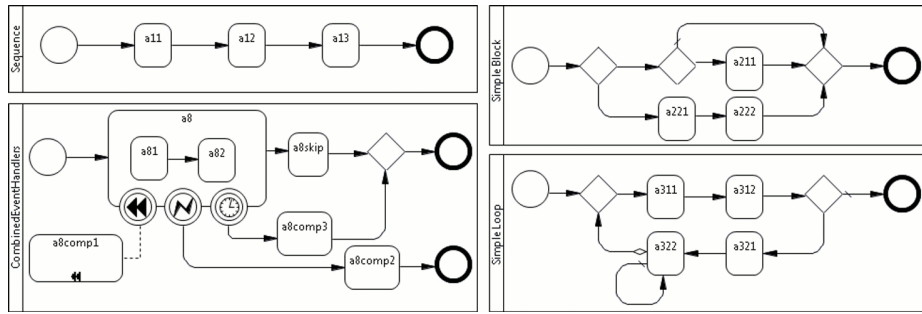 Sequence
a11
a12
a13
CombinedEventHandlers
a8
a81
a82
a8skip
a8comp3
a8comp1
a8comp2
Simple Block
a211
a221
a222
Simple Loop
a311
a312
a322
a321